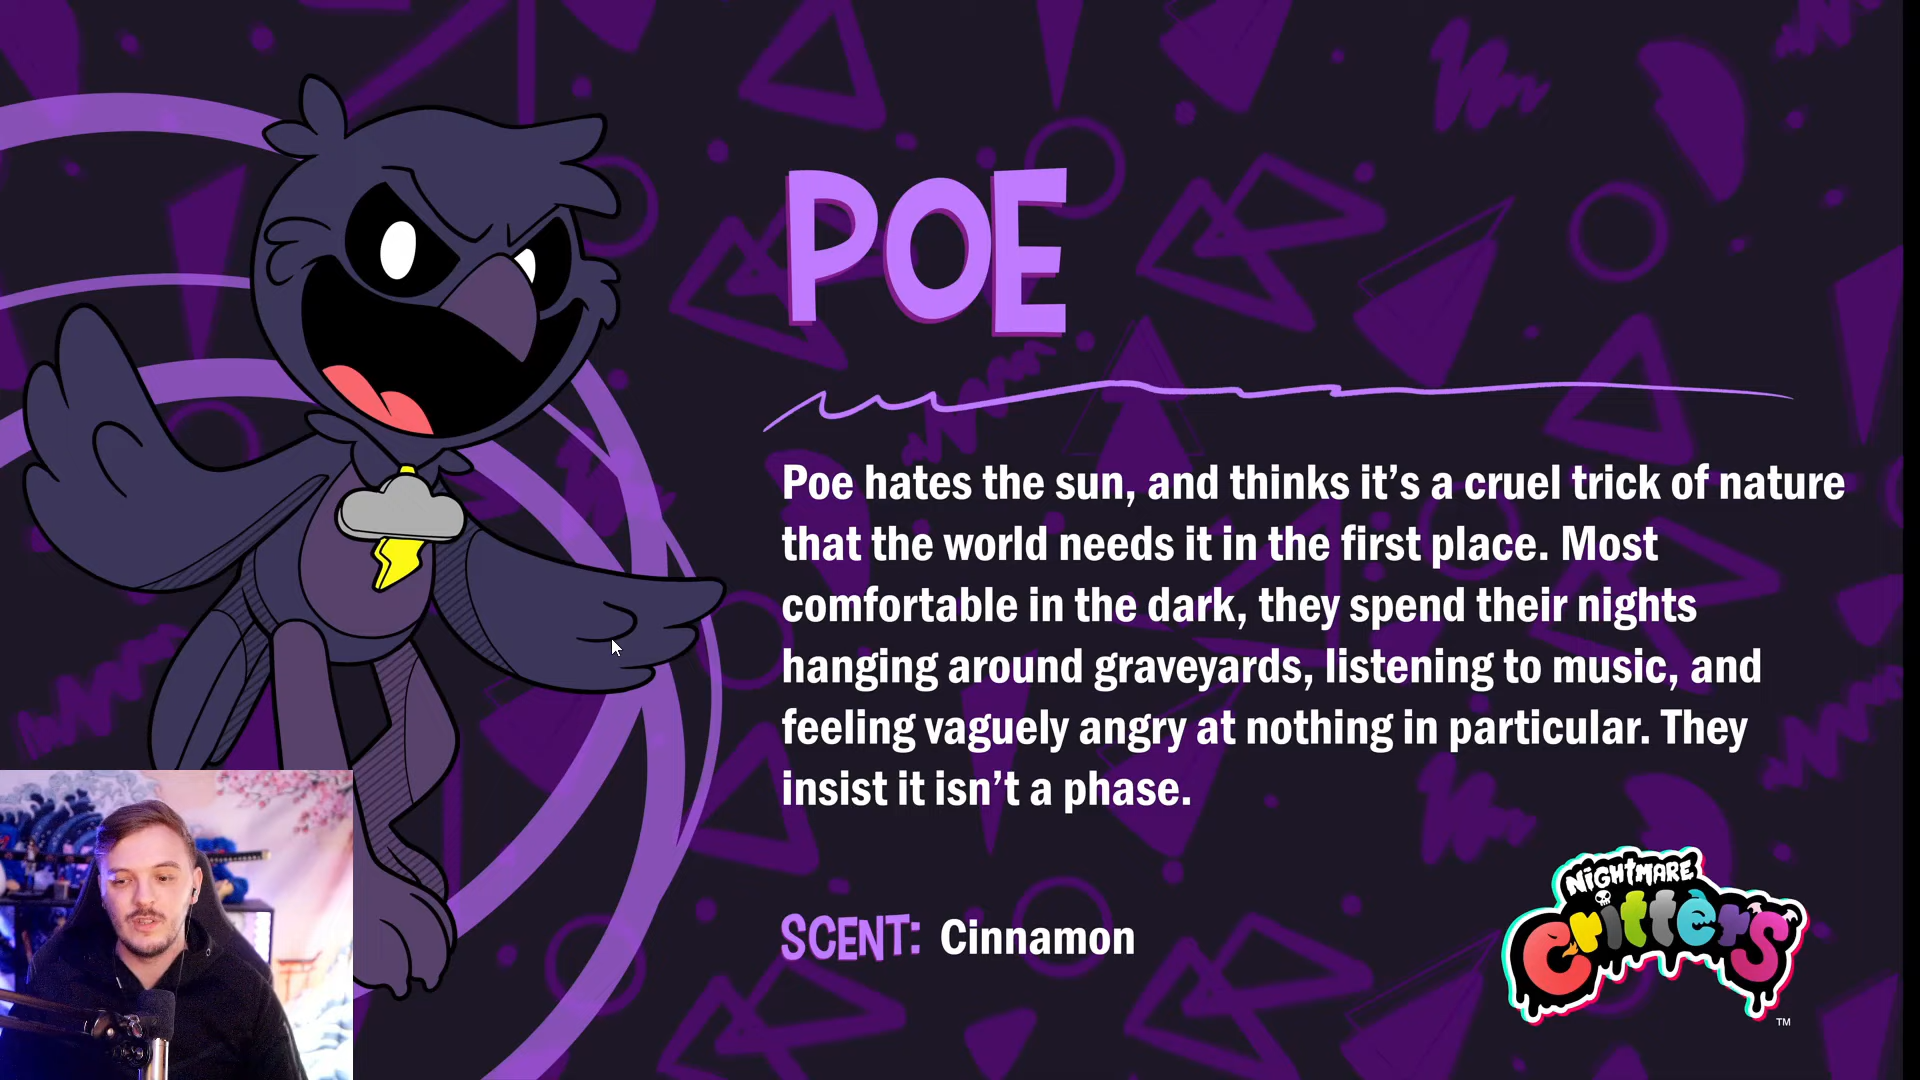 POE
Poe hates the sun, and thinks it’s a cruel trick of nature
that the world needs it in the first place. Most
comfortable in the dark, they spend their nights
hanging around graveyards, listening to music, and
feeling vaguely angry at nothing in particular. They
insist it isn’t a phase.
SCENT: Cinnamon
NiGHtMARE
critters
TM